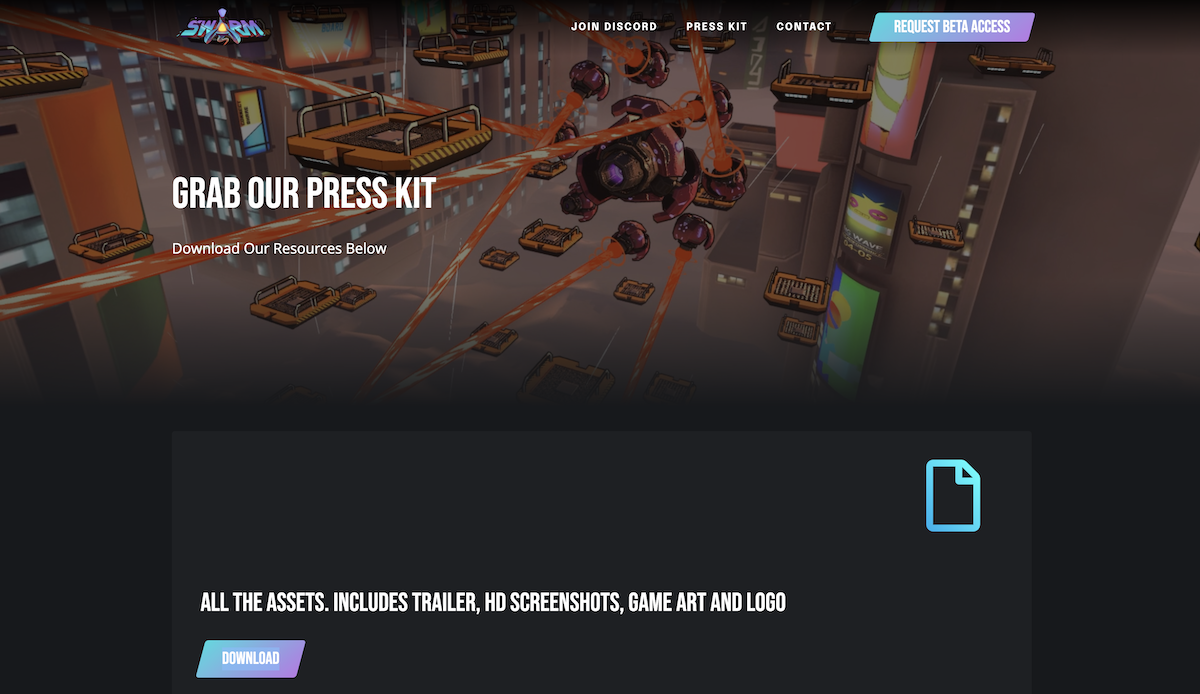 SWARM
JOIN DISCORD
PRESS KIT
CONTACT
REQUEST BETA ACCESS
GRAB OUR PRESS KIT
Download Our Resources Below
ALL THE ASSETS. INCLUDES TRAILER, HD SCREENSHOTS, GAME ART AND LOGO
DOWNLOAD